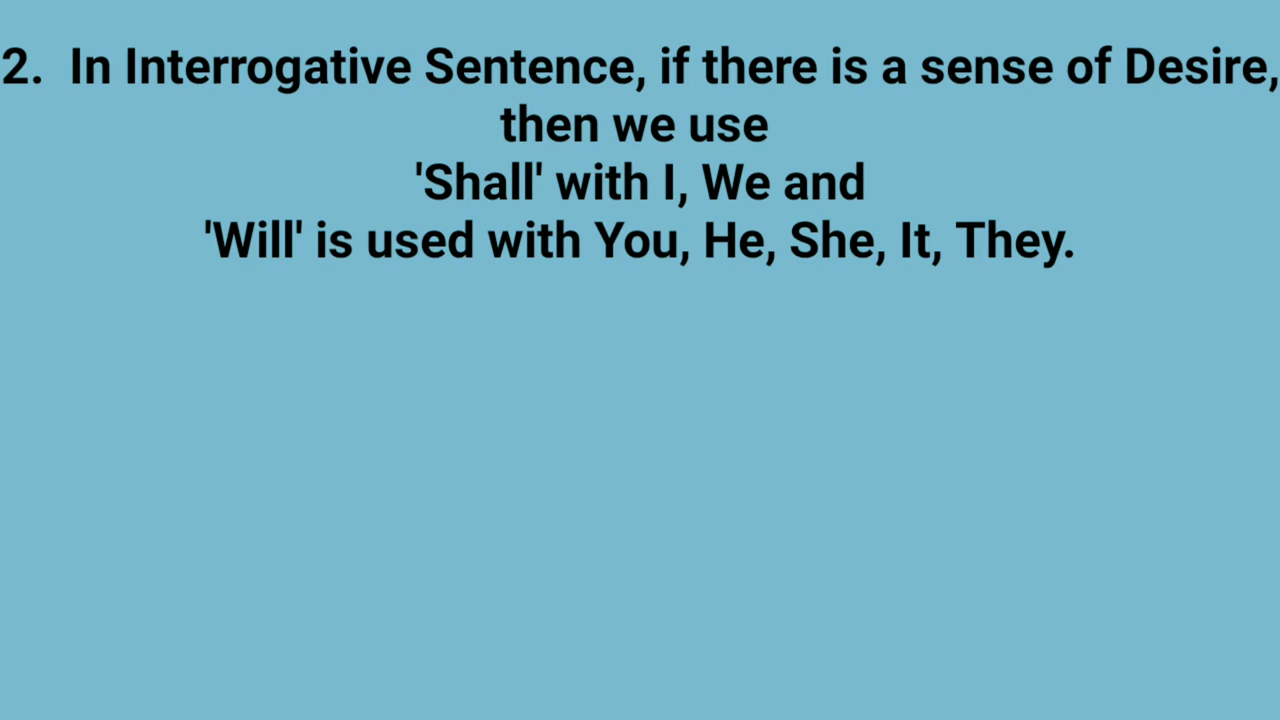 2. In Interrogative Sentence, if there is a sense of Desire,
then we use
'Shall' with I, We and
'Will' is used with You, He, She, It, They.